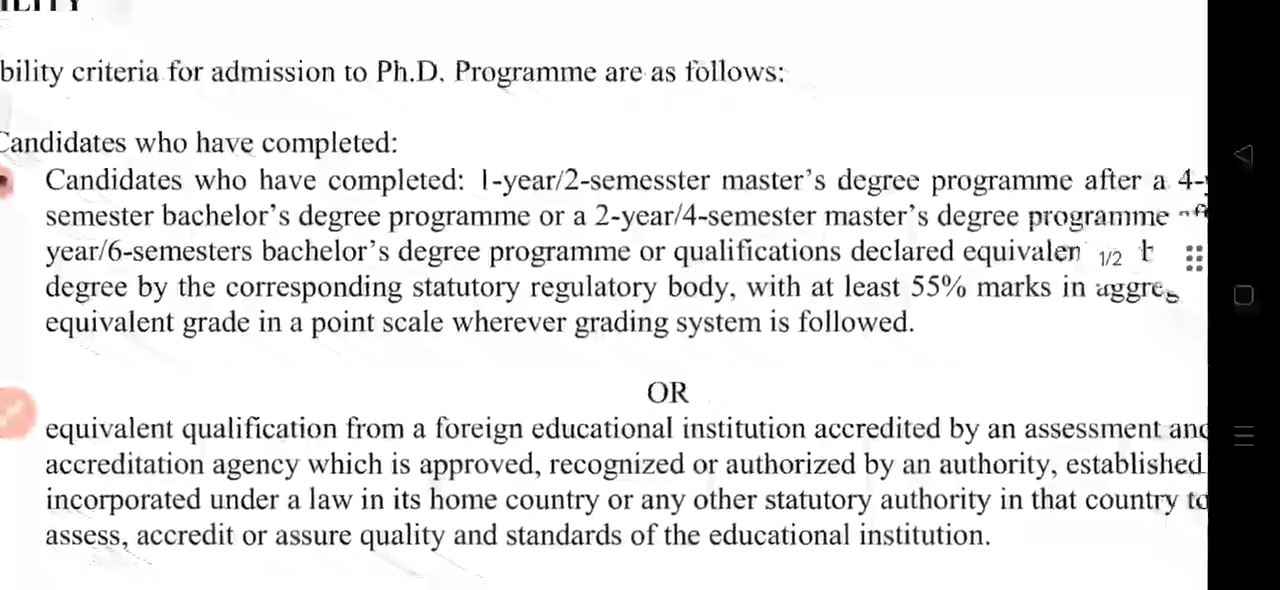 bility criteria for admission to Ph.D. Programme are as follows:
Candidates who have completed:
Candidates who have completed: 1-year/2-semesster master's degree programme after a 4-
semester bachelor's degree programme or a 2-year/4-semester master's degree programme
year/6-semesters bachelor's degree programme or qualifications declared equivalen
1/2
degree by the corresponding statutory regulatory body, with at least 55% marks in aggreg
equivalent grade in a point scale wherever grading system is followed.
OR
equivalent qualification from a foreign educational institution accredited by an assessment and
accreditation agency which is approved, recognized or authorized by an authority, established
incorporated under a law in its home country or any other statutory authority in that country to
assess, accredit or assure quality and standards of the educational institution.